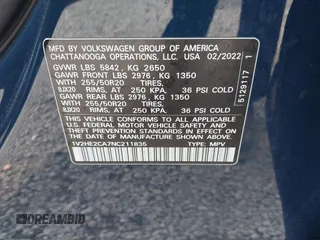 MFD BY VOLKSWAGEN GROUP OF AMERICA
CHATTANOOGA OPERATIONS, LLC. USA 02/2022
GVWR LBS 5842 , KG 2650
GAWR FRONT LBS 2976 , KG 1350
WITH 255/50R20 TIRES,
8JX20 RIMS, AT 250 KPA, 36 PSI COLD
GAWR REAR LBS 2976 , KG 1350
WITH 255/50R20 TIRES,
8JX20 RIMS, AT 250 KPA, 36 PSI COLD
THIS VEHICLE CONFORMS TO ALL APPLICABLE
FEDERAL MOTOR VEHICLE SAFETY AND
THEFT PREVENTION STANDARDS IN EFFECT
ON THE DATE OF MANUFACTURE SHOWN ABOVE.
1V2HE2CA7NC211835 TYPE: MPV
6129117 1
DREAMBID